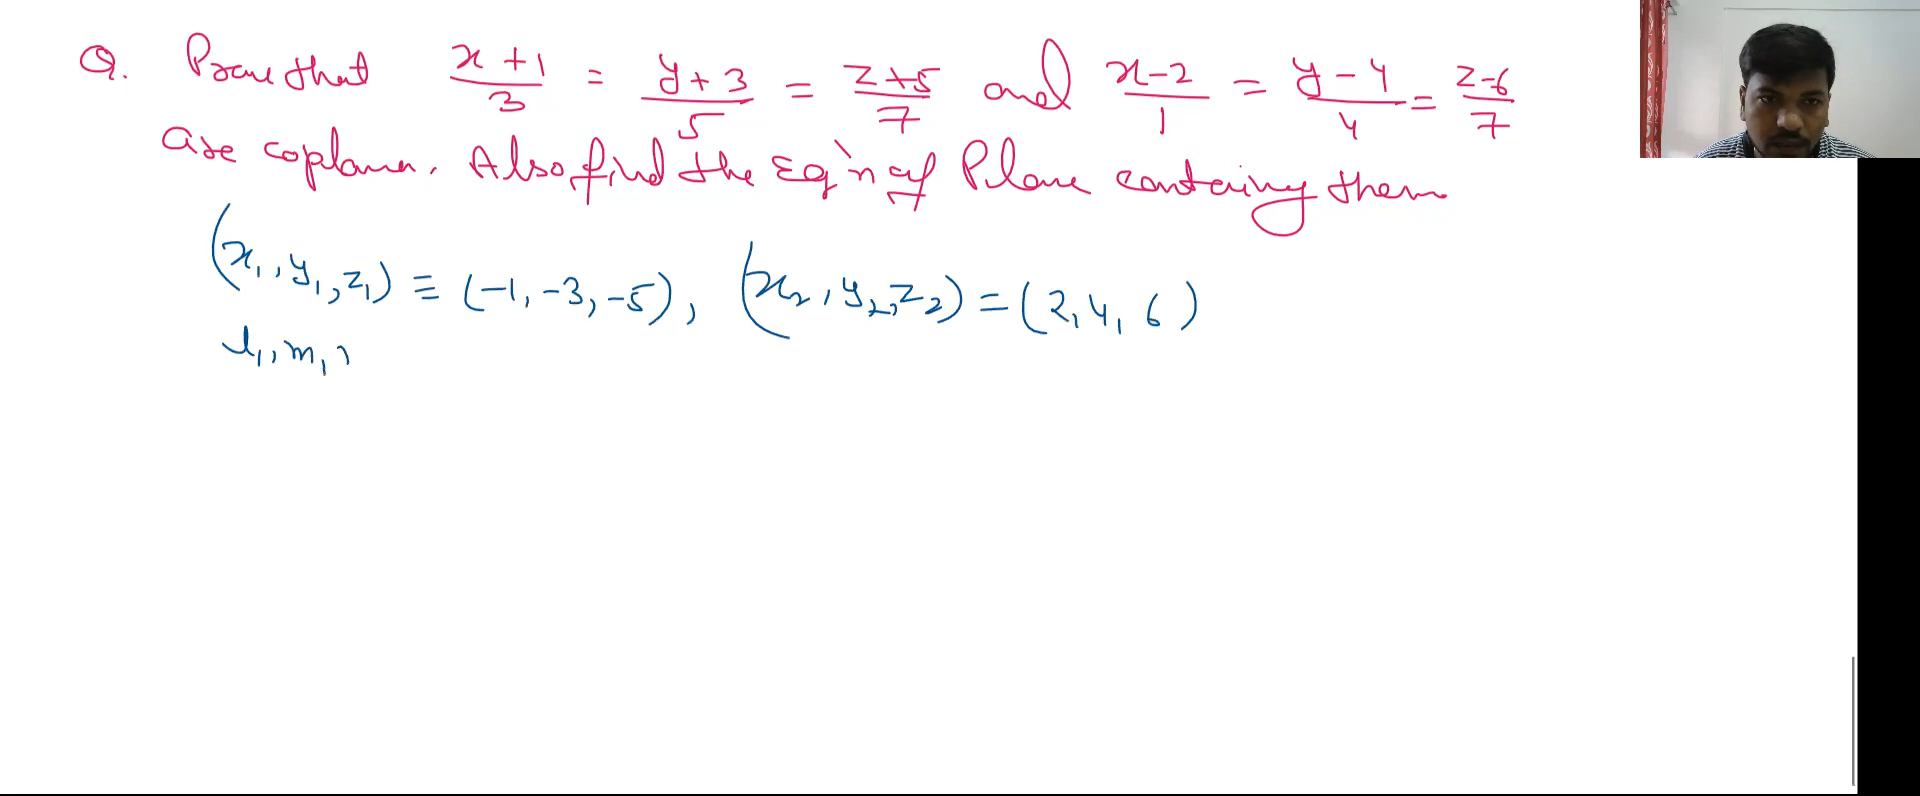 Q. Prove that x+1/3 = y+3/5 = z+5/7 and x-2/1 = y-4/4 = z-6/7
are coplanar. Also find the Eq'n of Plane containing them
(x₁, y₁, z₁) ≡ (-1, -3, -5), (x₂, y₂, z₂) = (2, 4, 6)
l₁, m₁,